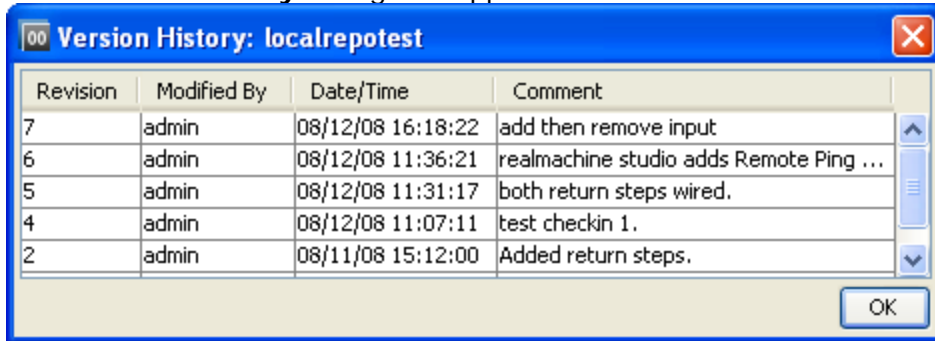 Version History: localrepotest
Revision Modified By Date/Time Comment
7 admin 08/12/08 16:18:22 add then remove input
6 admin 08/12/08 11:36:21 realmachine studio adds Remote Ping ...
5 admin 08/12/08 11:31:17 both return steps wired.
4 admin 08/12/08 11:07:11 test checkin 1.
2 admin 08/11/08 15:12:00 Added return steps.
OK